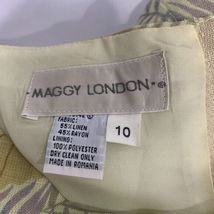 MAGGY LONDON®
FABRIC:
55% LINEN
45% RAYON
LINING:
100% POLYESTER
DRY CLEAN ONLY
MADE IN ROMANIA
10